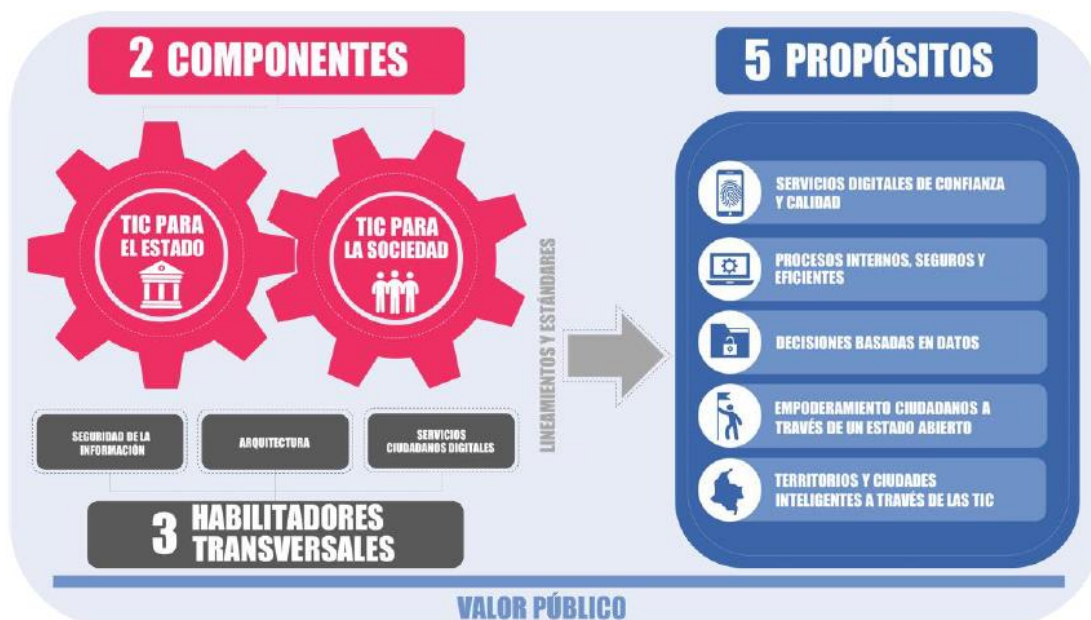 2 COMPONENTES
TIC PARA
EL ESTADO
TIC PARA
LA SOCIEDAD
SEGURIDAD DE LA
INFORMACIÓN
ARQUITECTURA
SERVICIOS
CIUDADANOS DIGITALES
3 HABILITADORES
TRANSVERSALES
LINEAMIENTOS Y ESTÁNDARES
5 PROPÓSITOS
SERVICIOS DIGITALES DE CONFIANZA
Y CALIDAD
PROCESOS INTERNOS, SEGUROS Y
EFICIENTES
DECISIONES BASADAS EN DATOS
EMPODERAMIENTO CIUDADANOS A
TRAVÉS DE UN ESTADO ABIERTO
TERRITORIOS Y CIUDADES
INTELIGENTES A TRAVÉS DE LAS TIC
VALOR PÚBLICO